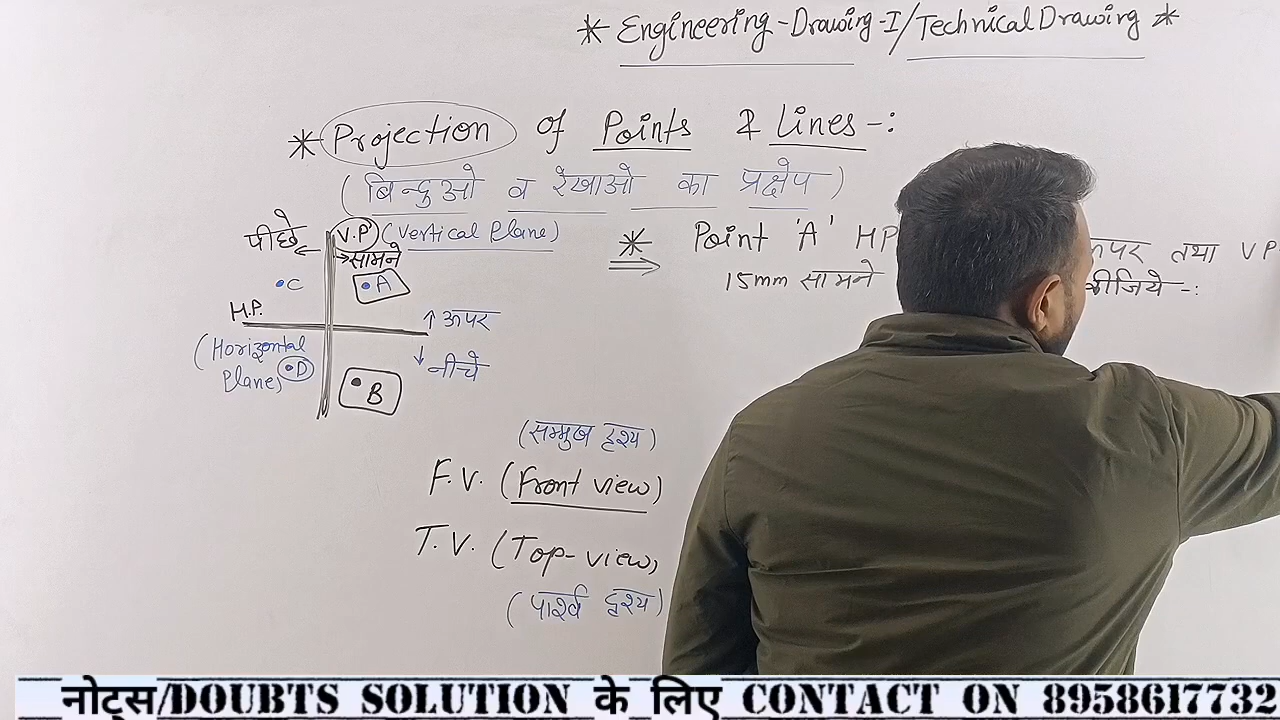 * Engineering-Drawing-I/Technical Drawing *
* Projection of Points & Lines -:
(बिन्दुओ व रेखाओ का प्रक्षेप)
पीछे ← V.P. (Vertical Plane)
→ सामने
• C • A
H.P.
(Horizontal Plane)
↑ ऊपर
↓ नीचे
• D • B
* ⇒ Point 'A' HP ऊपर तथा VP
15mm सामने कीजिये -:
(सम्मुख दृश्य)
F.V. (Front view)
T.V. (Top-view)
(पार्श्व दृश्य)
नोट्स/DOUBTS SOLUTION के लिए CONTACT ON 8958617732